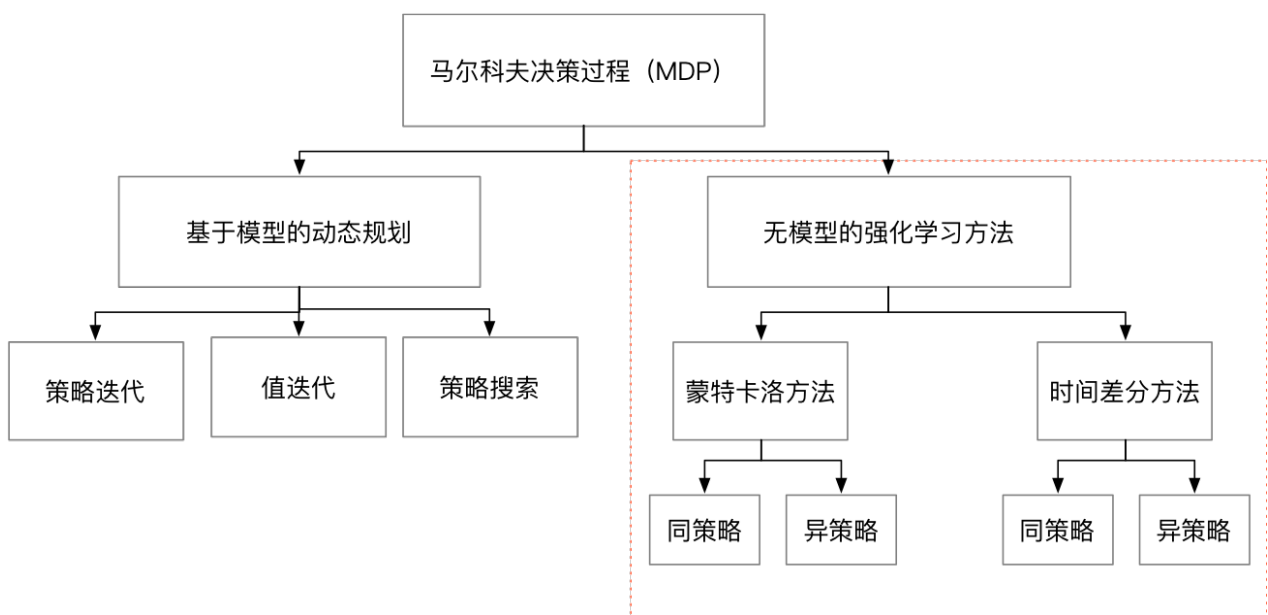 马尔科夫决策过程（MDP）
基于模型的动态规划
无模型的强化学习方法
策略迭代
值迭代
策略搜索
蒙特卡洛方法
时间差分方法
同策略
异策略
同策略
异策略